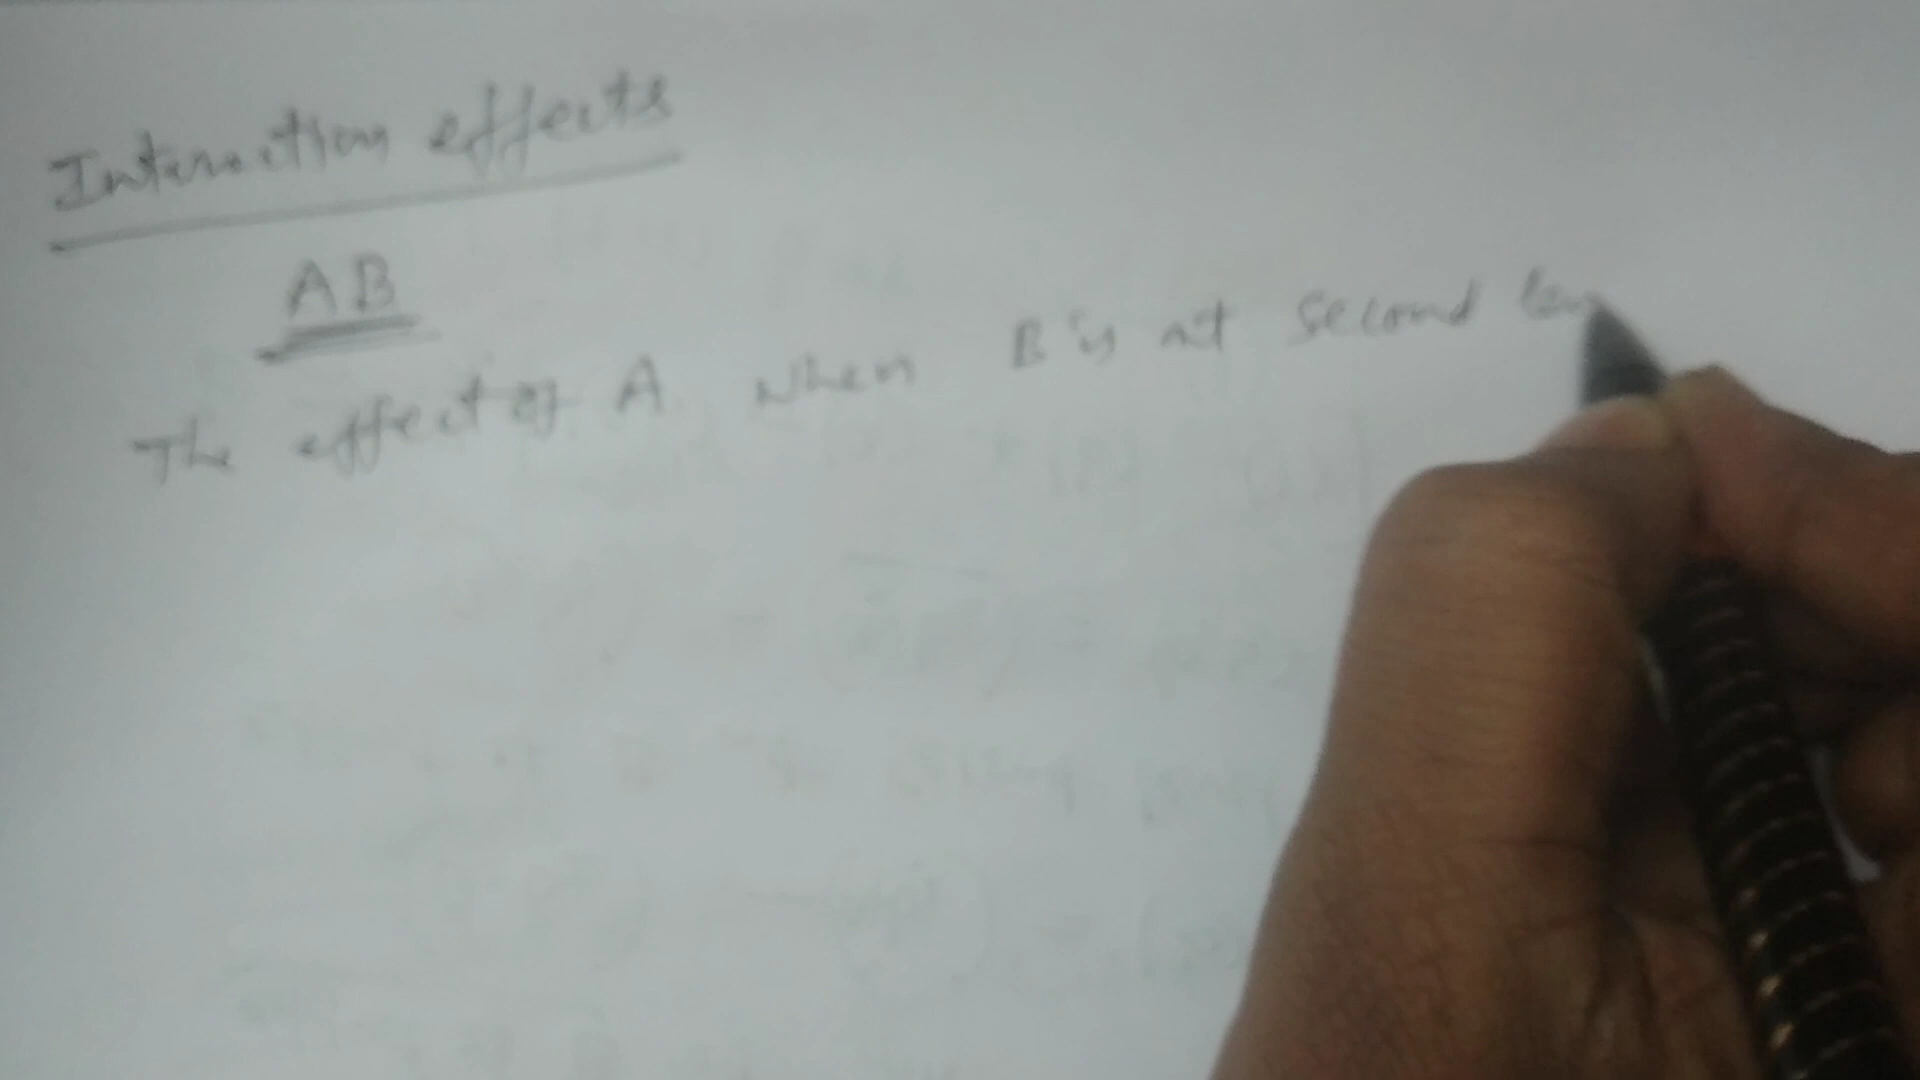 Interaction effects
AB
The effect of A when B is at second